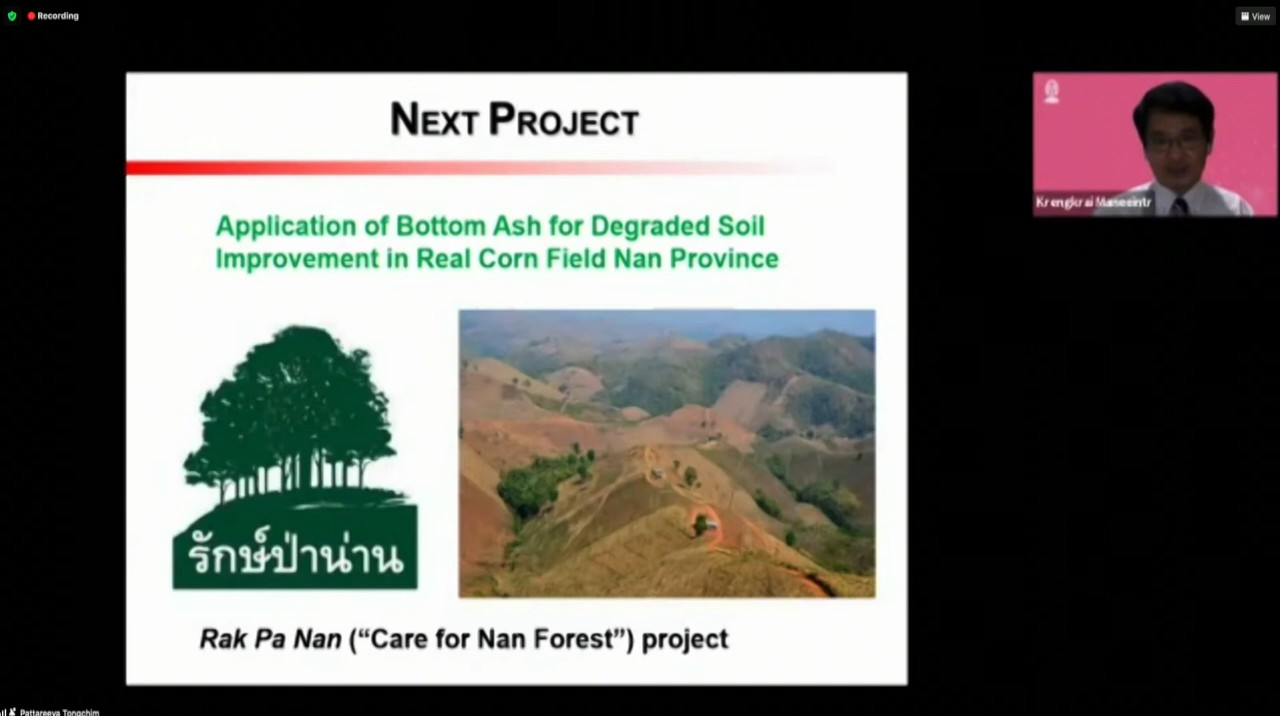 Recording
View
NEXT PROJECT
Application of Bottom Ash for Degraded Soil
Improvement in Real Corn Field Nan Province
Krengkrai Maneeintr
รักษ์ป่าน่าน
Rak Pa Nan (“Care for Nan Forest”) project
Pattareeya Tongchim